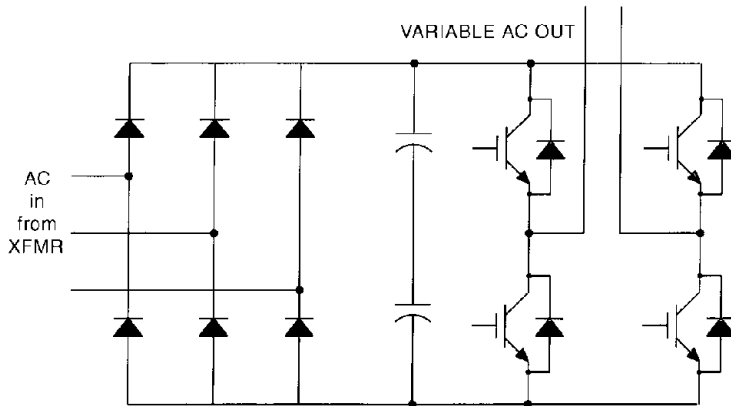 VARIABLE AC OUT
AC
in
from
XFMR